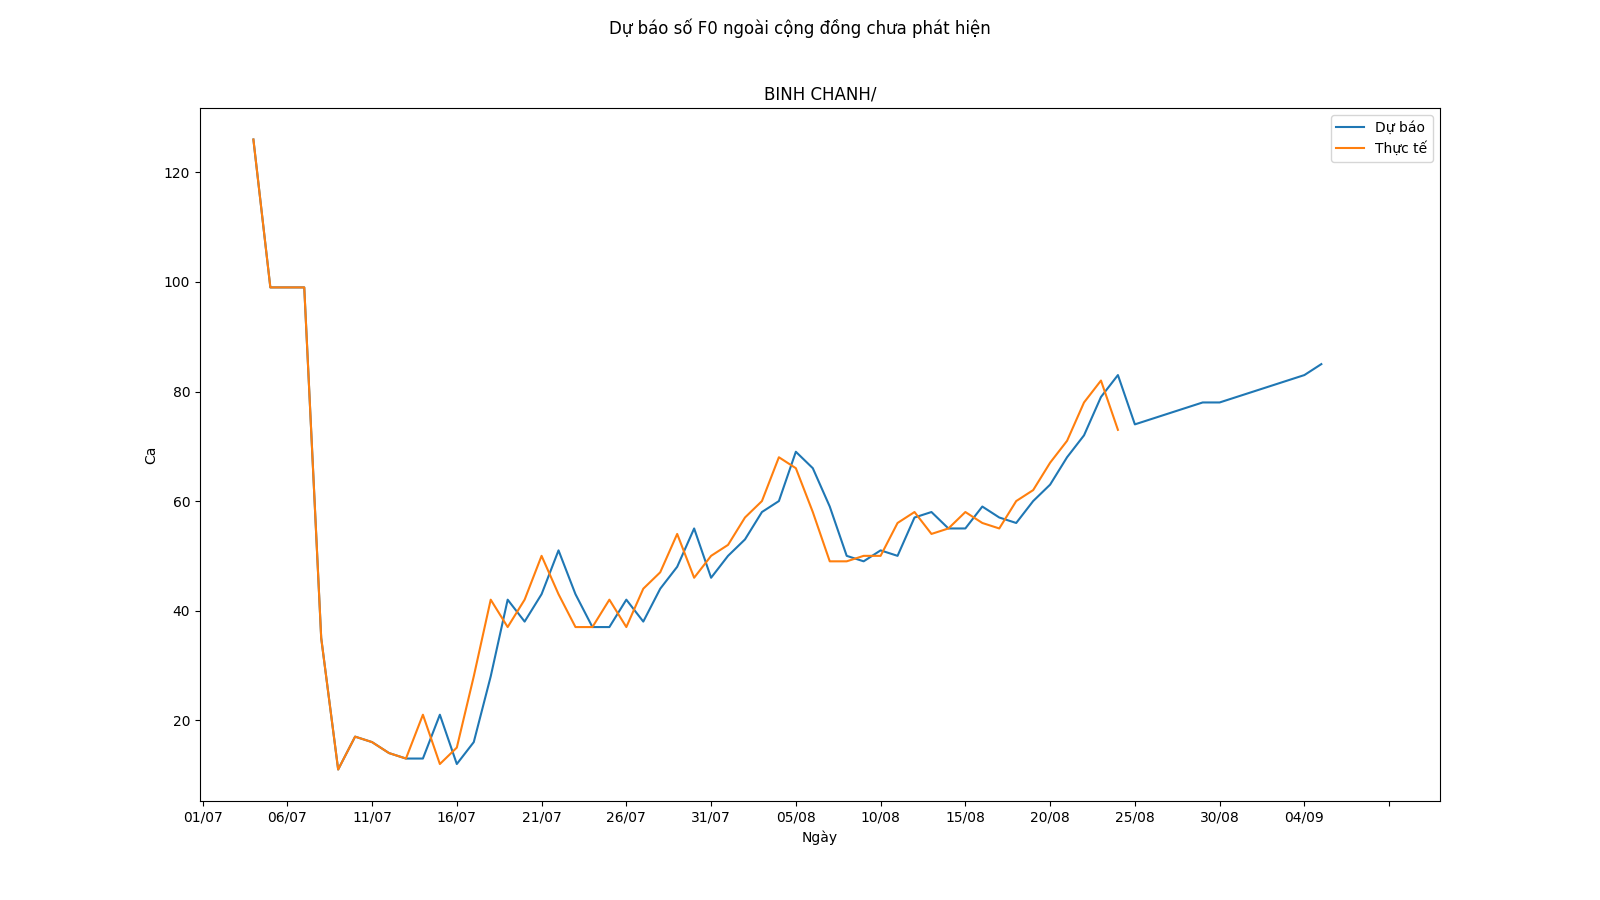 Dự báo số F0 ngoài cộng đồng chưa phát hiện
BINH CHANH/
Dự báo
Thực tế
120
100
80
60
40
20
Ca
01/07 06/07 11/07 16/07 21/07 26/07 31/07 05/08 10/08 15/08 20/08 25/08 30/08 04/09
Ngày